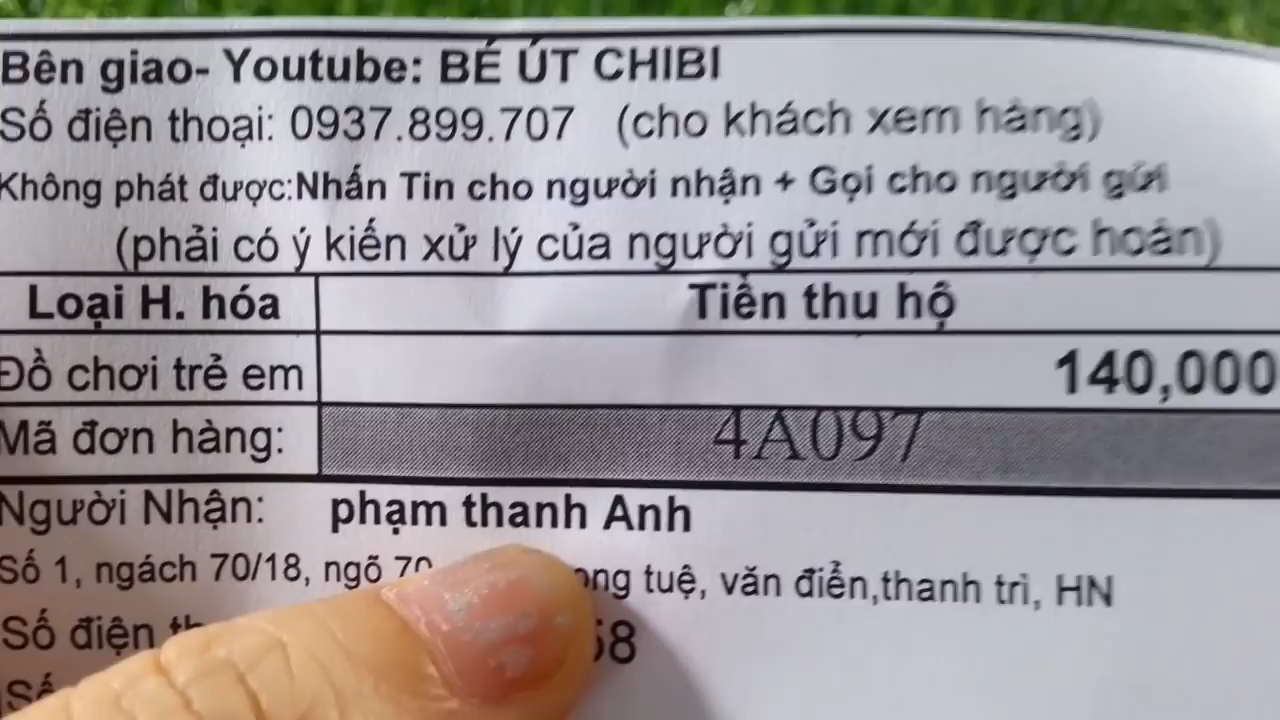 Bên giao- Youtube: BÉ ÚT CHIBI
Số điện thoại: 0937.899.707 (cho khách xem hàng)
Không phát được:Nhấn Tin cho người nhận + Gọi cho người gửi
(phải có ý kiến xử lý của người gửi mới được hoàn)
Loại H. hóa Tiền thu hộ
Đồ chơi trẻ em 140,000
Mã đơn hàng: 4A097
Người Nhận: phạm thanh Anh
Số 1, ngách 70/18, ngõ 70 tuệ, văn điển,thanh trì, HN
Số điện 58
Số